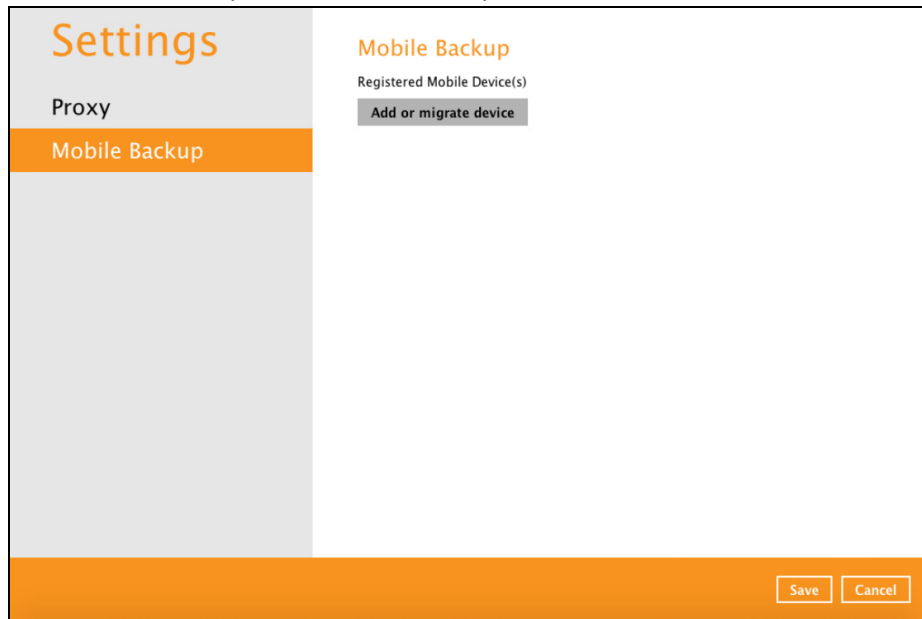 Settings
Proxy
Mobile Backup
Mobile Backup
Registered Mobile Device(s)
Add or migrate device
Save
Cancel